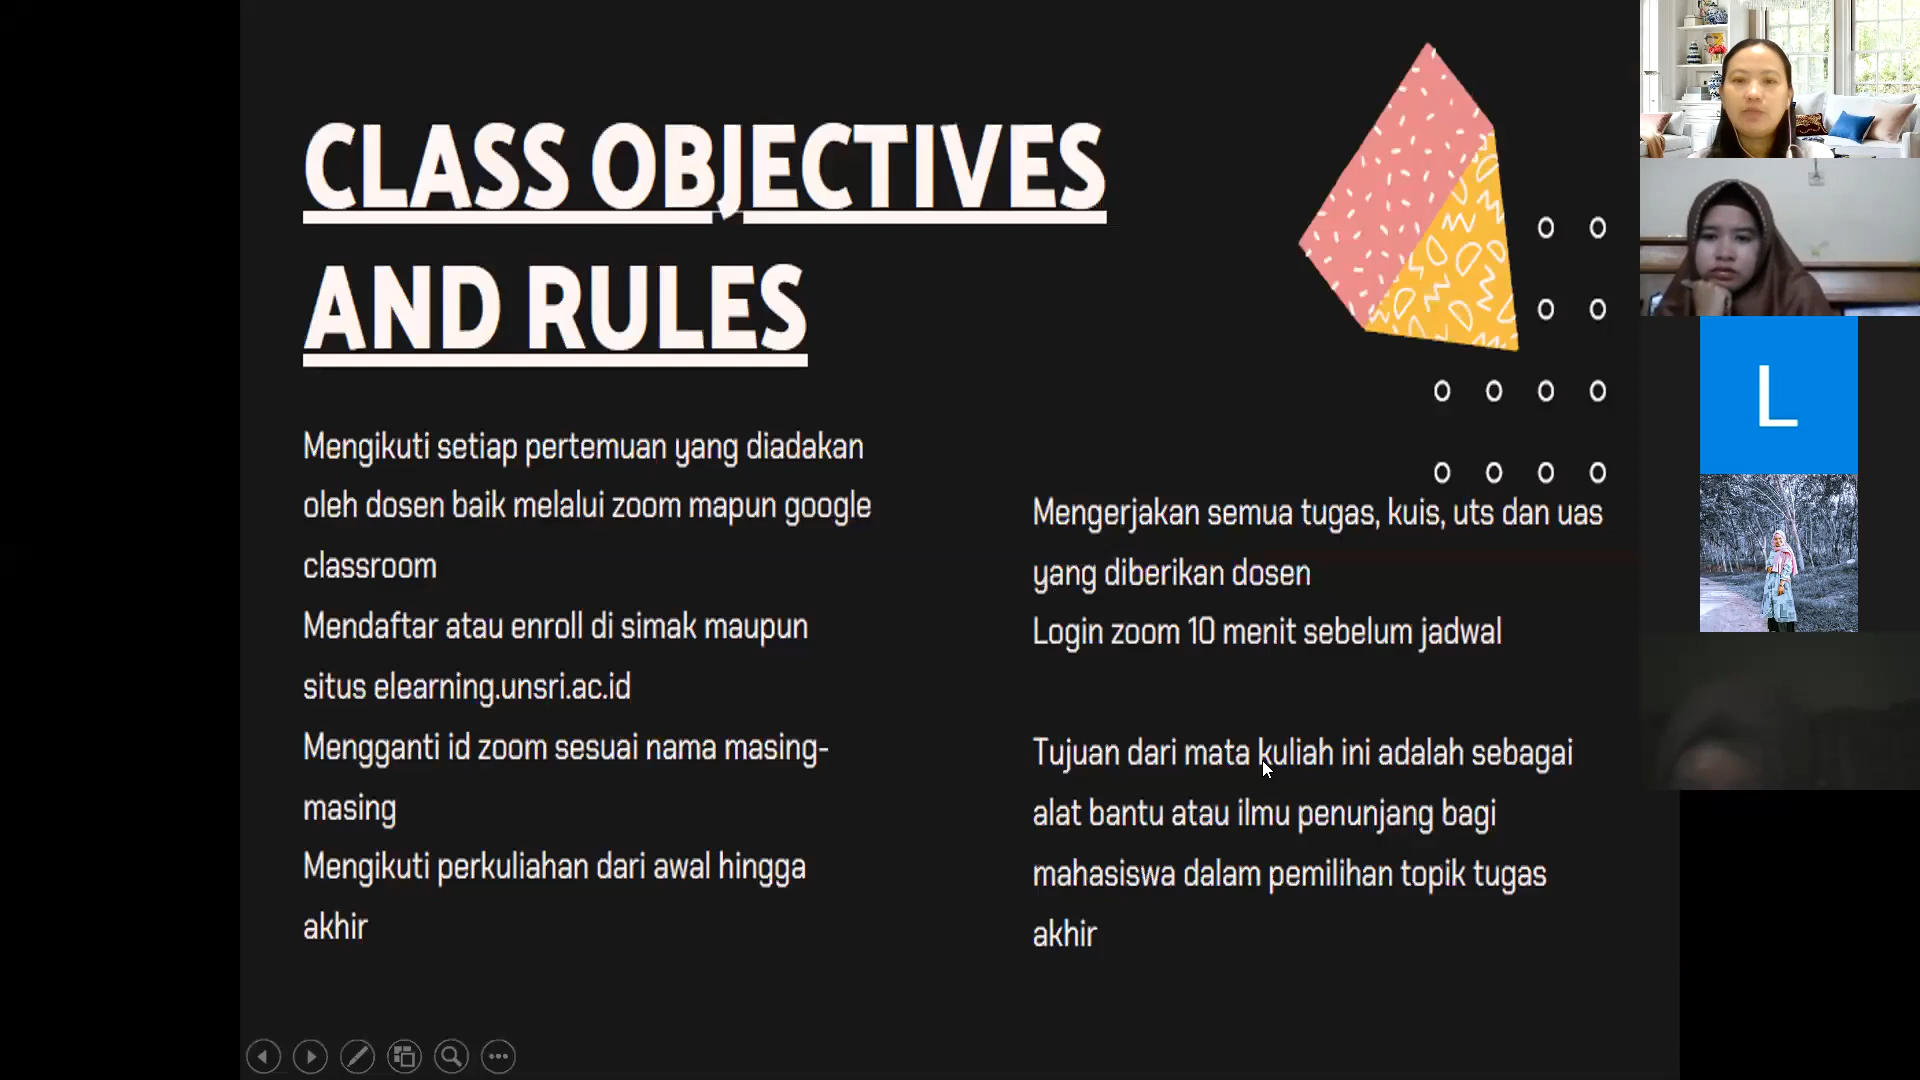 CLASS OBJECTIVES
AND RULES
Mengikuti setiap pertemuan yang diadakan
oleh dosen baik melalui zoom mapun google
classroom
Mendaftar atau enroll di simak maupun
situs elearning.unsri.ac.id
Mengganti id zoom sesuai nama masing-
masing
Mengikuti perkuliahan dari awal hingga
akhir
Mengerjakan semua tugas, kuis, uts dan uas
yang diberikan dosen
Login zoom 10 menit sebelum jadwal
Tujuan dari mata kuliah ini adalah sebagai
alat bantu atau ilmu penunjang bagi
mahasiswa dalam pemilihan topik tugas
akhir
L